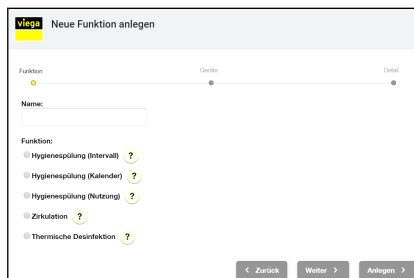 viega Neue Funktion anlegen
Funktion Geräte Detail
Name:
Funktion:
Hygienespülung (Intervall) ?
Hygienespülung (Kalender) ?
Hygienespülung (Nutzung) ?
Zirkulation ?
Thermische Desinfektion ?
< Zurück Weiter > Anlegen >